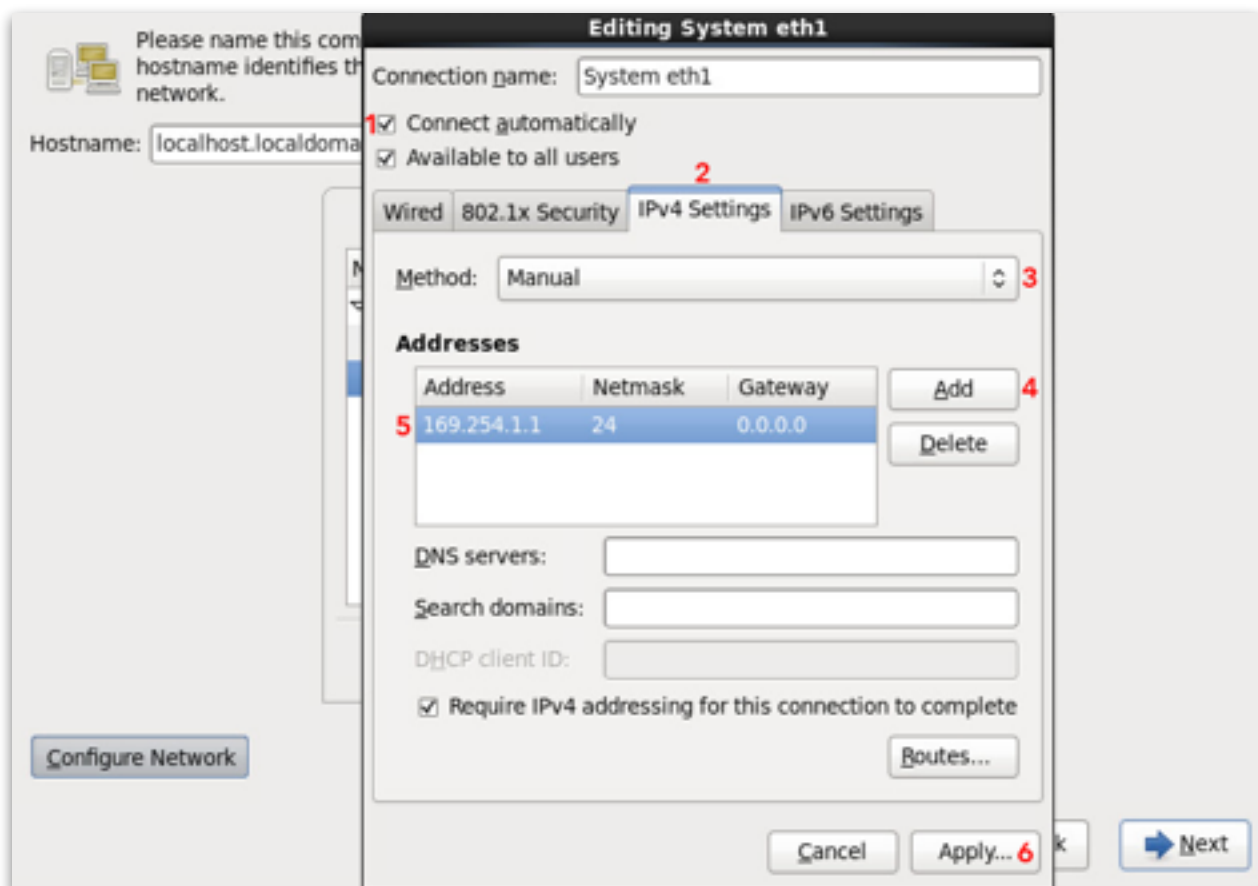 Editing System eth1
Please name this com
hostname identifies th
network.
Hostname: localhost.localdoma
Connection name: System eth1
1 Connect automatically
Available to all users
2
Wired 802.1x Security IPv4 Settings IPv6 Settings
Method: Manual 3
Addresses
Address Netmask Gateway Add 4
5 169.254.1.1 24 0.0.0.0
Delete
DNS servers:
Search domains:
DHCP client ID:
Require IPv4 addressing for this connection to complete
Configure Network
Routes...
Cancel Apply... 6 k Next